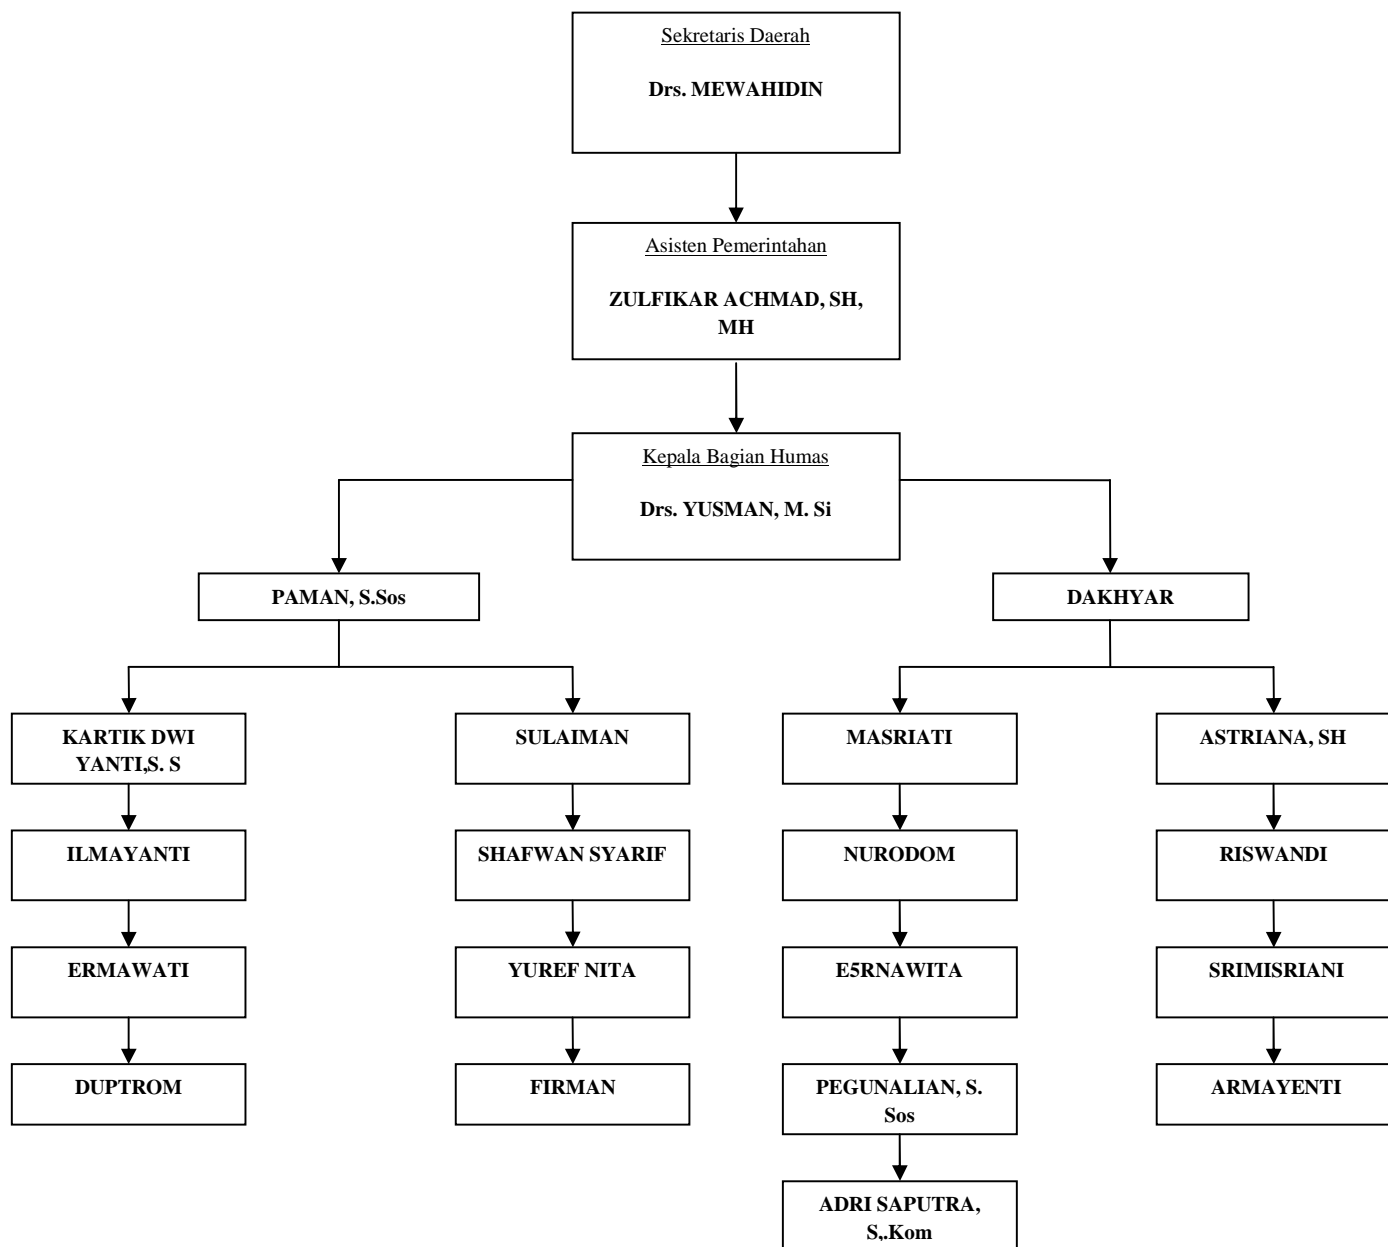 Sekretaris Daerah
Drs. MEWAHIDIN
Asisten Pemerintahan
ZULFIKAR ACHMAD, SH,
MH
Kepala Bagian Humas
Drs. YUSMAN, M. Si
PAMAN, S.Sos
DAKHYAR
KARTIK DWI
YANTI,S. S
SULAIMAN
MASRIATI
ASTRIANA, SH
ILMAYANTI
SHAFWAN SYARIF
NURODOM
RISWANDI
ERMAWATI
YUREF NITA
E5RNAWITA
SRIMISRIANI
DUPTROM
FIRMAN
PEGUNALIAN, S.
Sos
ARMAYENTI
ADRI SAPUTRA,
S,.Kom